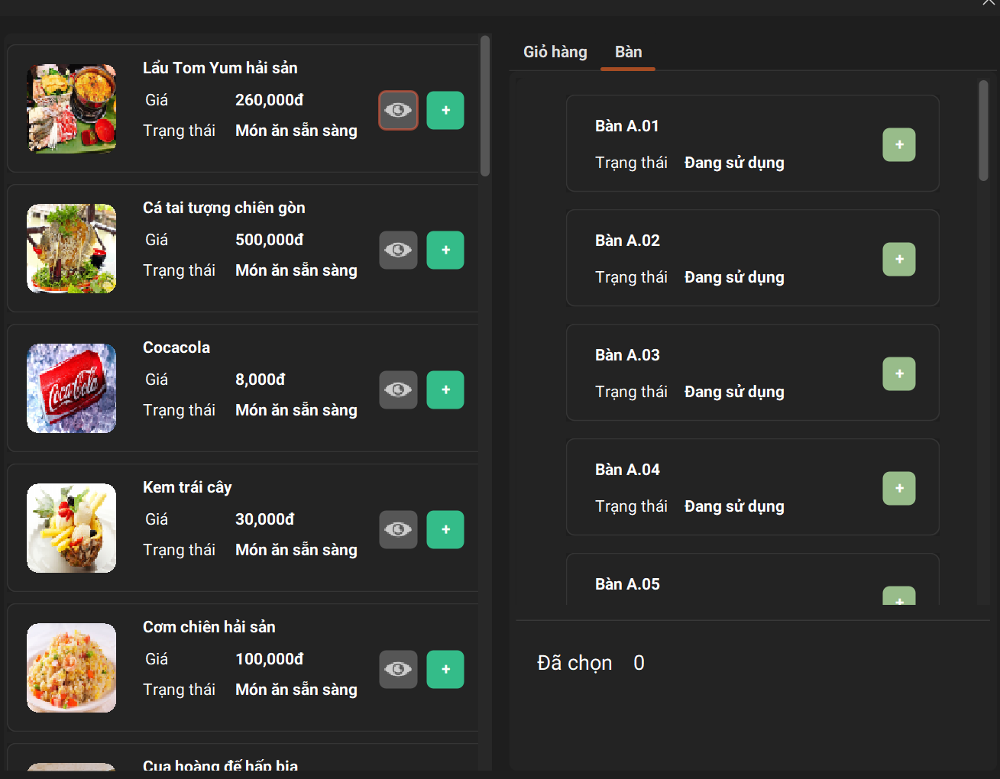 Lẩu Tom Yum hải sản
Giá 260,000đ
Trạng thái Món ăn sẵn sàng
+
Cá tai tượng chiên gòn
Giá 500,000đ
Trạng thái Món ăn sẵn sàng
+
Cocacola
Giá 8,000đ
Trạng thái Món ăn sẵn sàng
+
Coca-Cola
Kem trái cây
Giá 30,000đ
Trạng thái Món ăn sẵn sàng
+
Cơm chiên hải sản
Giá 100,000đ
Trạng thái Món ăn sẵn sàng
+
Cua hoàng đế hấp bia
Giỏ hàng Bàn
Bàn A.01
Trạng thái Đang sử dụng
+
Bàn A.02
Trạng thái Đang sử dụng
+
Bàn A.03
Trạng thái Đang sử dụng
+
Bàn A.04
Trạng thái Đang sử dụng
+
Bàn A.05
+
Đã chọn 0